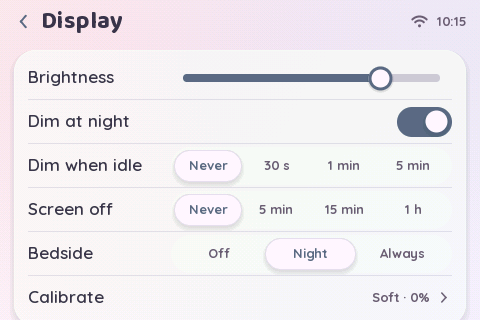 Display 10:15
Brightness
Dim at night
Dim when idle Never 30 s 1 min 5 min
Screen off Never 5 min 15 min 1 h
Bedside Off Night Always
Calibrate Soft · 0%